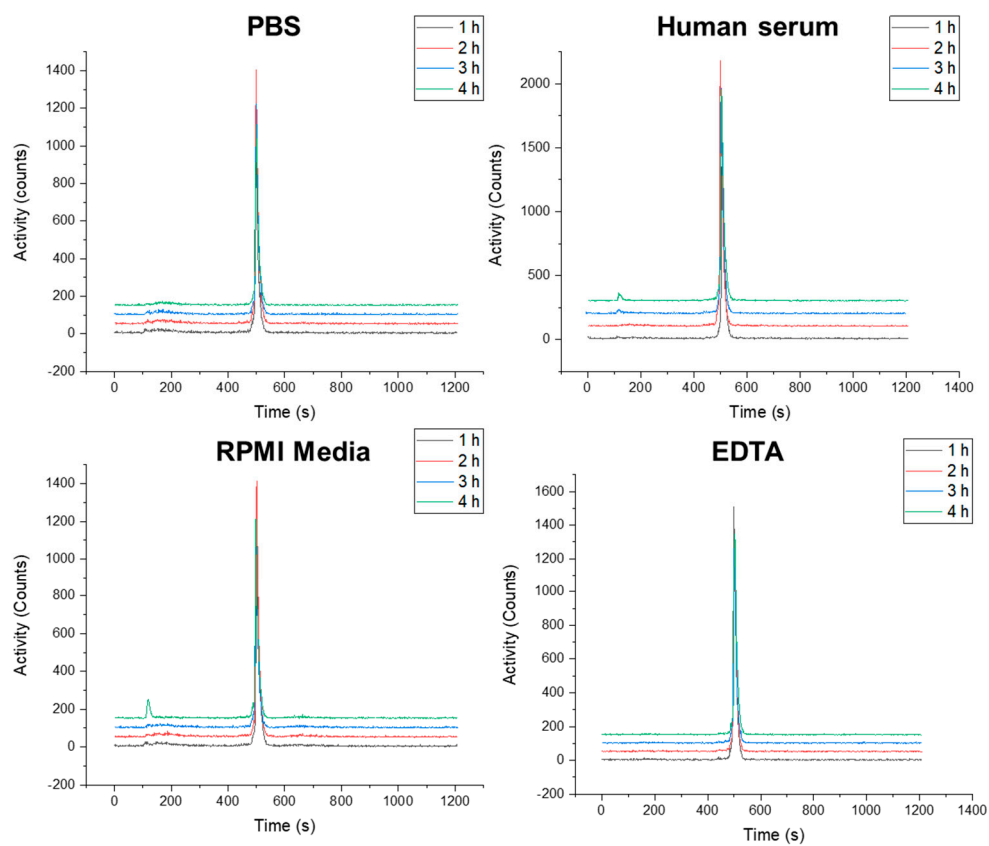 PBS
1 h
2 h
3 h
4 h
Activity (counts)
1400
1200
1000
800
600
400
200
0
-200
0 200 400 600 800 1000 1200
Time (s)
Human serum
1 h
2 h
3 h
4 h
Activity (Counts)
2000
1500
1000
500
0
0 200 400 600 800 1000 1200 1400
Time (s)
RPMI Media
1 h
2 h
3 h
4 h
Activity (Counts)
1400
1200
1000
800
600
400
200
0
-200
0 200 400 600 800 1000 1200
Time (s)
EDTA
1 h
2 h
3 h
4 h
Activity (Counts)
1600
1400
1200
1000
800
600
400
200
0
-200
0 200 400 600 800 1000 1200 1400
Time (s)